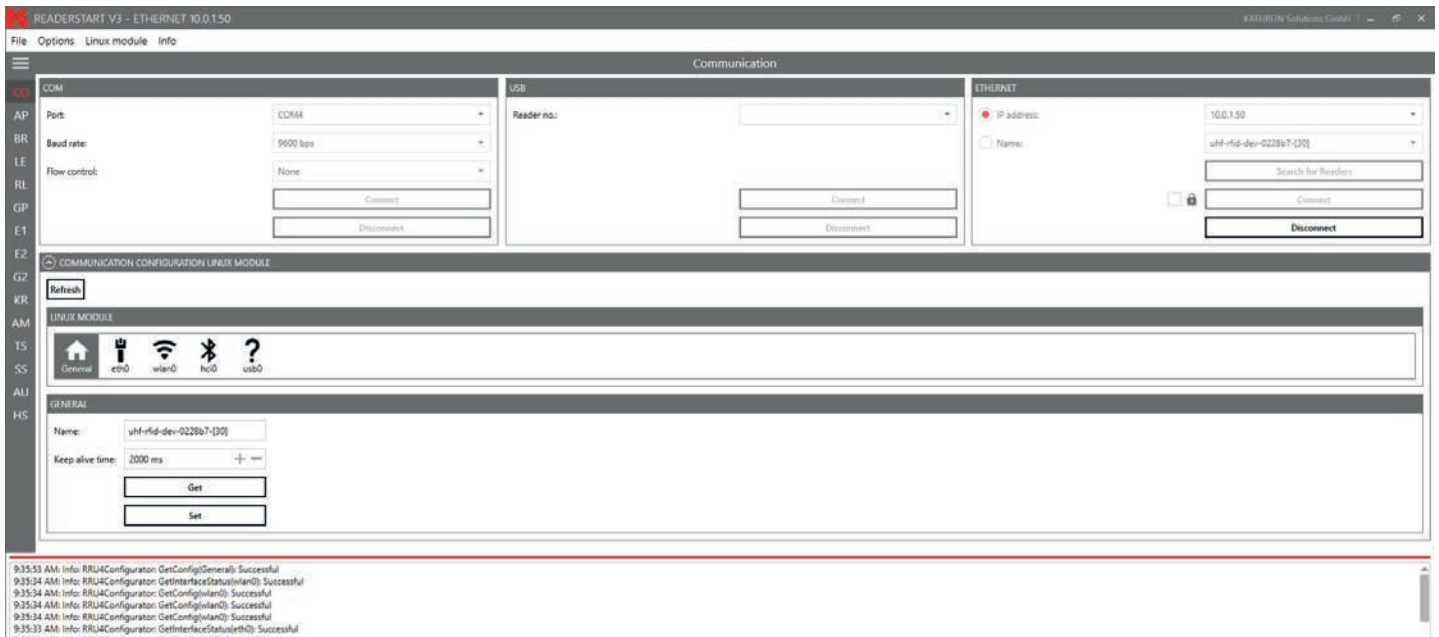 READERSTART V3 - ETHERNET 10.0.1.50
KATHREIN Solutions GmbH
File Options Linux module Info
Communication
CO
AP
BR
LE
RL
GP
E1
E2
G2
KR
AM
TS
SS
AU
HS
COM
Port: COM4
Baud rate: 9600 bps
Flow control: None
Connect
Disconnect
USB
Reader no.:
Connect
Disconnect
ETHERNET
IP address: 10.0.1.50
Name: uhf-rfid-dev-0228b7-[30]
Search for Readers
Connect
Disconnect
COMMUNICATION CONFIGURATION LINUX MODULE
Refresh
LINUX MODULE
General eth0 wlan0 hci0 usb0
GENERAL
Name: uhf-rfid-dev-0228b7-[30]
Keep alive time: 2000 ms
Get
Set
9:35:53 AM: Info: RRU4Configurator: GetConfig(General): Successful
9:35:34 AM: Info: RRU4Configurator: GetInterfaceStatus(wlan0): Successful
9:35:34 AM: Info: RRU4Configurator: GetConfig(wlan0): Successful
9:35:34 AM: Info: RRU4Configurator: GetConfig(wlan0): Successful
9:35:34 AM: Info: RRU4Configurator: GetConfig(wlan0): Successful
9:35:33 AM: Info: RRU4Configurator: GetInterfaceStatus(eth0): Successful